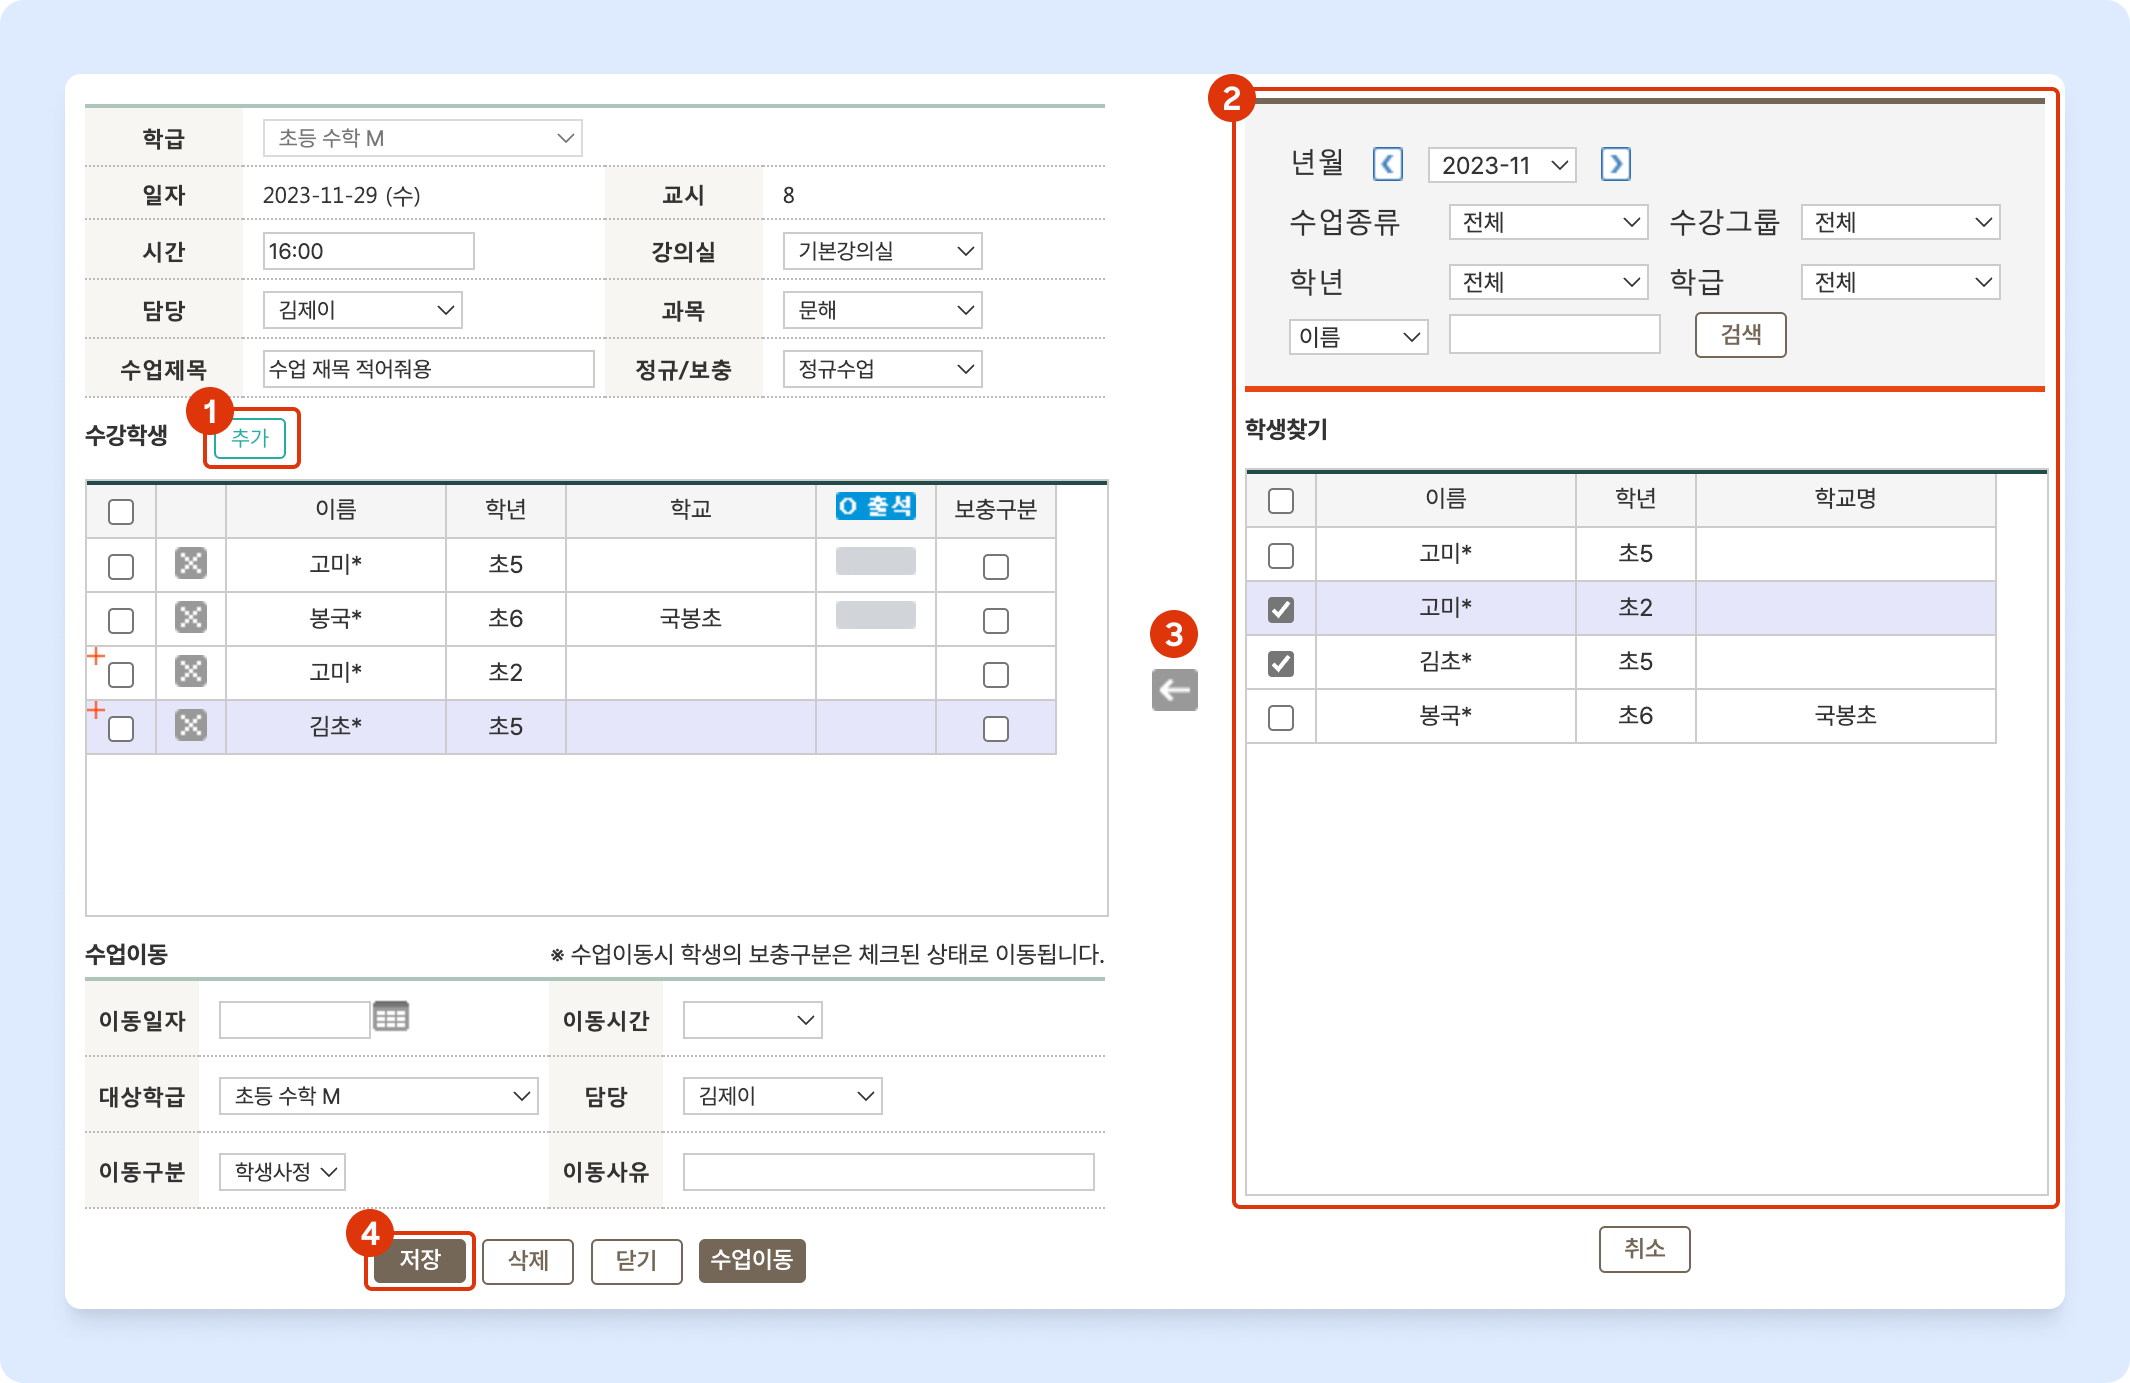 학급 초등 수학 M
일자 2023-11-29 (수) 교시 8
시간 16:00 강의실 기본강의실
담당 김제이 과목 문해
수업제목 수업 재목 적어줘용 정규/보충 정규수업
1
수강학생 추가
이름 학년 학교 O 출석 보충구분
고미* 초5
봉국* 초6 국봉초
+ 고미* 초2
+ 김초* 초5
수업이동 ※ 수업이동시 학생의 보충구분은 체크된 상태로 이동됩니다.
이동일자 이동시간
대상학급 초등 수학 M 담당 김제이
이동구분 학생사정 이동사유
4
저장 삭제 닫기 수업이동
3
2
년월 2023-11
수업종류 전체 수강그룹 전체
학년 전체 학급 전체
이름 검색
학생찾기
이름 학년 학교명
고미* 초5
고미* 초2
김초* 초5
봉국* 초6 국봉초
취소